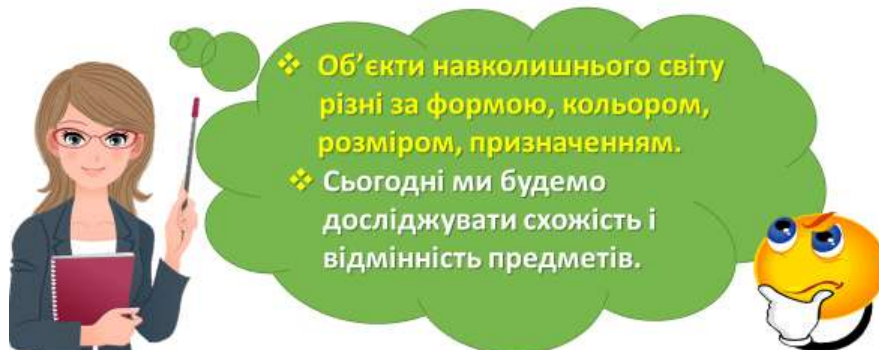 ❖ Об’єкти навколишнього світу
різні за формою, кольором,
розміром, призначенням.
❖ Сьогодні ми будемо
досліджувати схожість і
відмінність предметів.